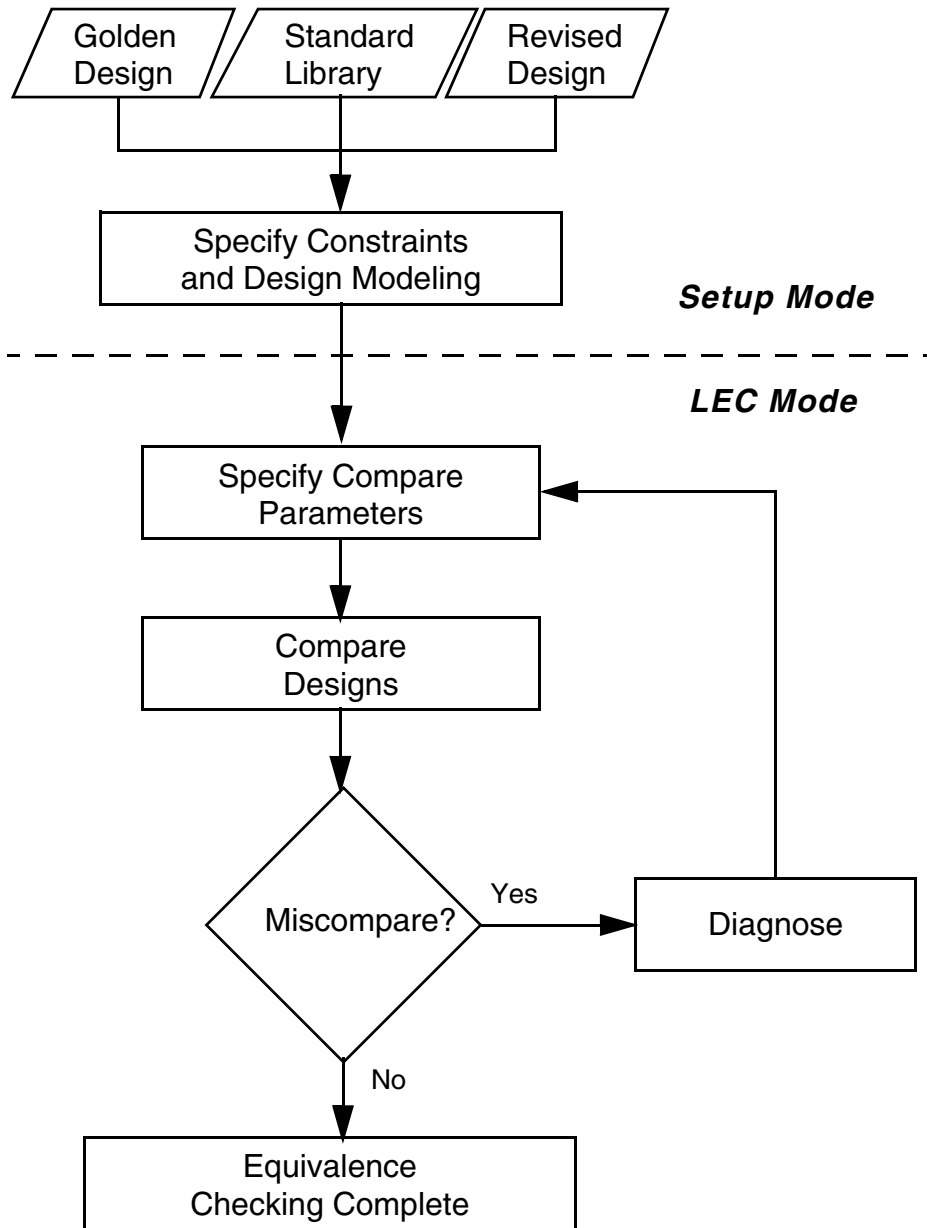 Golden
Design
Standard
Library
Revised
Design
Specify Constraints
and Design Modeling
Setup Mode
LEC Mode
Specify Compare
Parameters
Compare
Designs
Miscompare?
Yes
Diagnose
No
Equivalence
Checking Complete